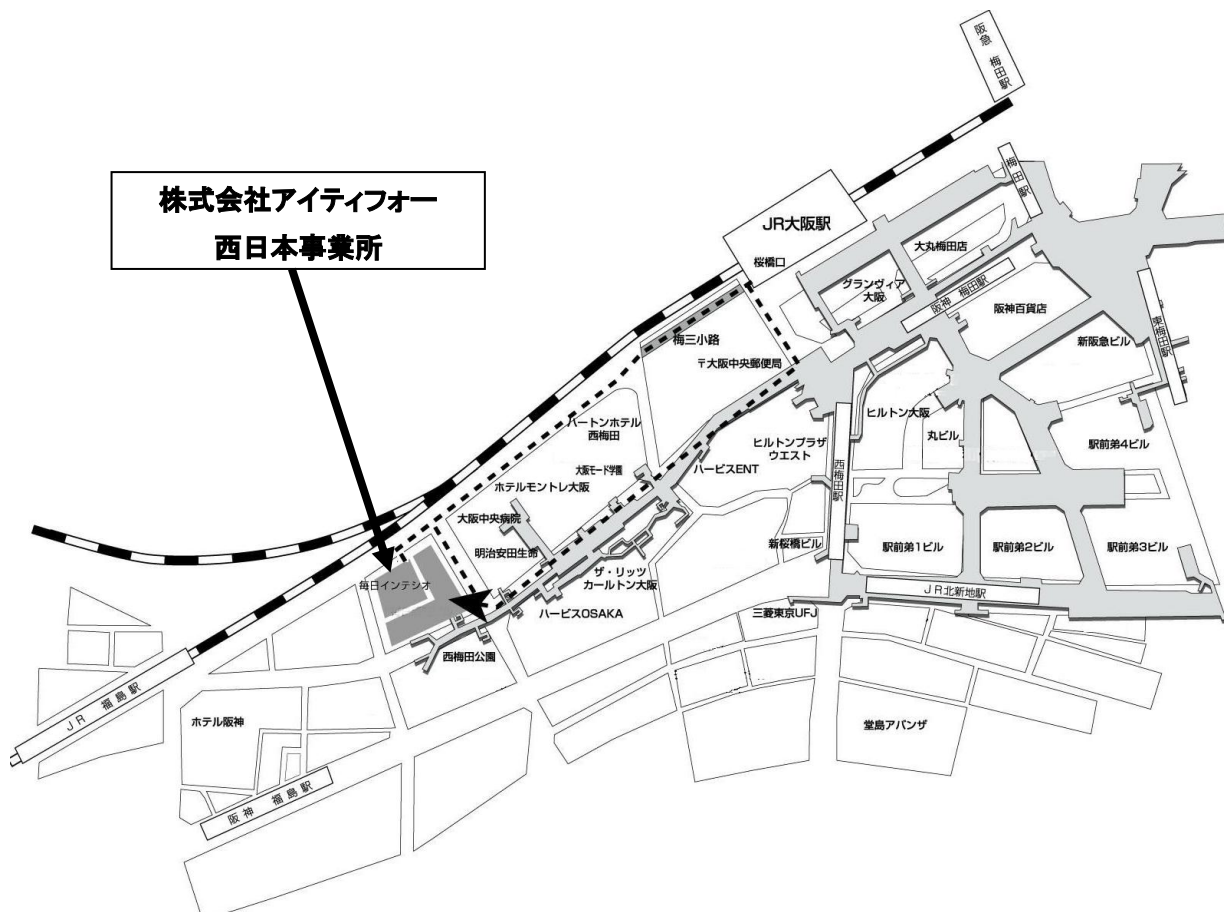 阪急 梅田駅
株式会社アイティフォー
西日本事業所
梅田駅
JR大阪駅
桜橋口
大丸梅田店
グランヴィア
大阪
阪神 梅田駅
阪神百貨店
東梅田駅
新阪急ビル
梅三小路
〒大阪中央郵便局
ヒルトン大阪
丸ビル
駅前第4ビル
ハートンホテル
西梅田
ヒルトンプラザ
ウエスト
西梅田駅
ハービスENT
大阪モード学園
ホテルモントレ大阪
大阪中央病院
明治安田生命
新桜橋ビル
駅前第1ビル
駅前第2ビル
駅前第3ビル
毎日インテシオ
ザ・リッツ
カールトン大阪
JR北新地駅
ハービスOSAKA
三菱東京UFJ
西梅田公園
JR 福島駅
ホテル阪神
堂島アバンザ
阪神 福島駅